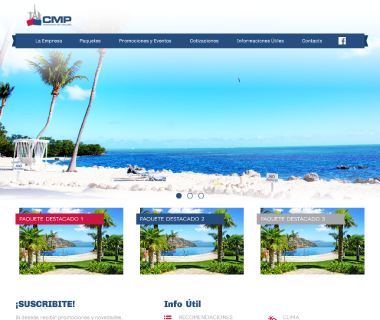 CMP
La Empresa Paquetes Promociones y Eventos Cotizaciones Informaciones Útiles Contacto
PAQUETE DESTACADO 1
PAQUETE DESTACADO 2
PAQUETE DESTACADO 3
¡SUSCRIBITE!
Info Útil
Si deseás recibir promociones y novedades,
RECOMENDACIONES
CLIMA